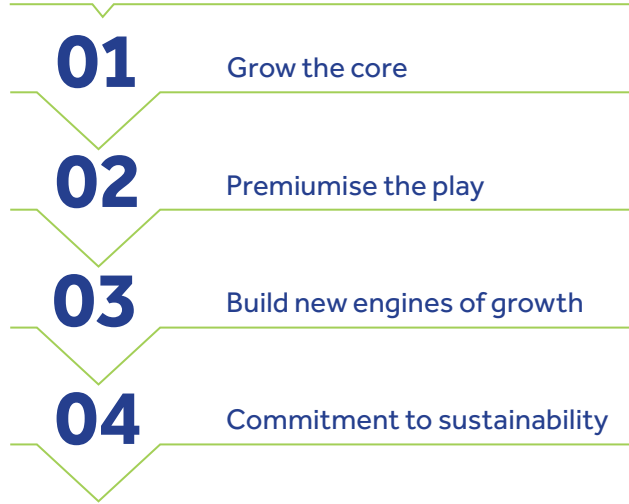 01
Grow the core
02
Premiumise the play
03
Build new engines of growth
04
Commitment to sustainability